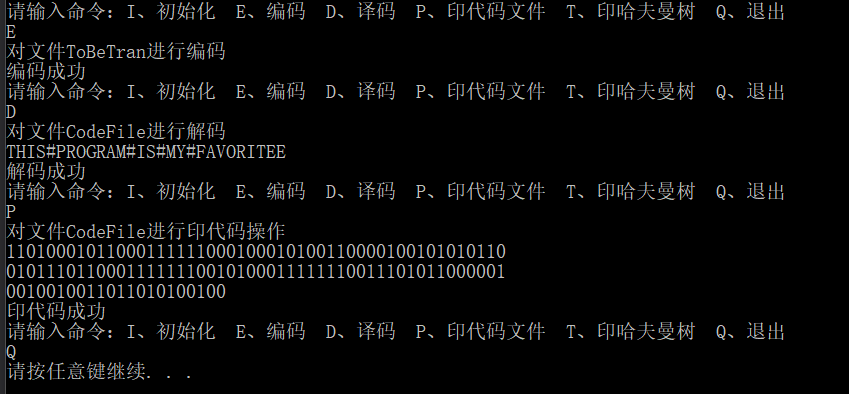 请输入命令：I、初始化 E、编码 D、译码 P、印代码文件 T、印哈夫曼树 Q、退出
E
对文件ToBeTran进行编码
编码成功
请输入命令：I、初始化 E、编码 D、译码 P、印代码文件 T、印哈夫曼树 Q、退出
D
对文件CodeFile进行解码
THIS#PROGRAM#IS#MY#FAVORITEE
解码成功
请输入命令：I、初始化 E、编码 D、译码 P、印代码文件 T、印哈夫曼树 Q、退出
P
对文件CodeFile进行印代码操作
11010001011000111111000100010100110000100101010110
01011101100011111110010100011111110011101011000001
0010010011011010100100
印代码成功
请输入命令：I、初始化 E、编码 D、译码 P、印代码文件 T、印哈夫曼树 Q、退出
Q
请按任意键继续. . .